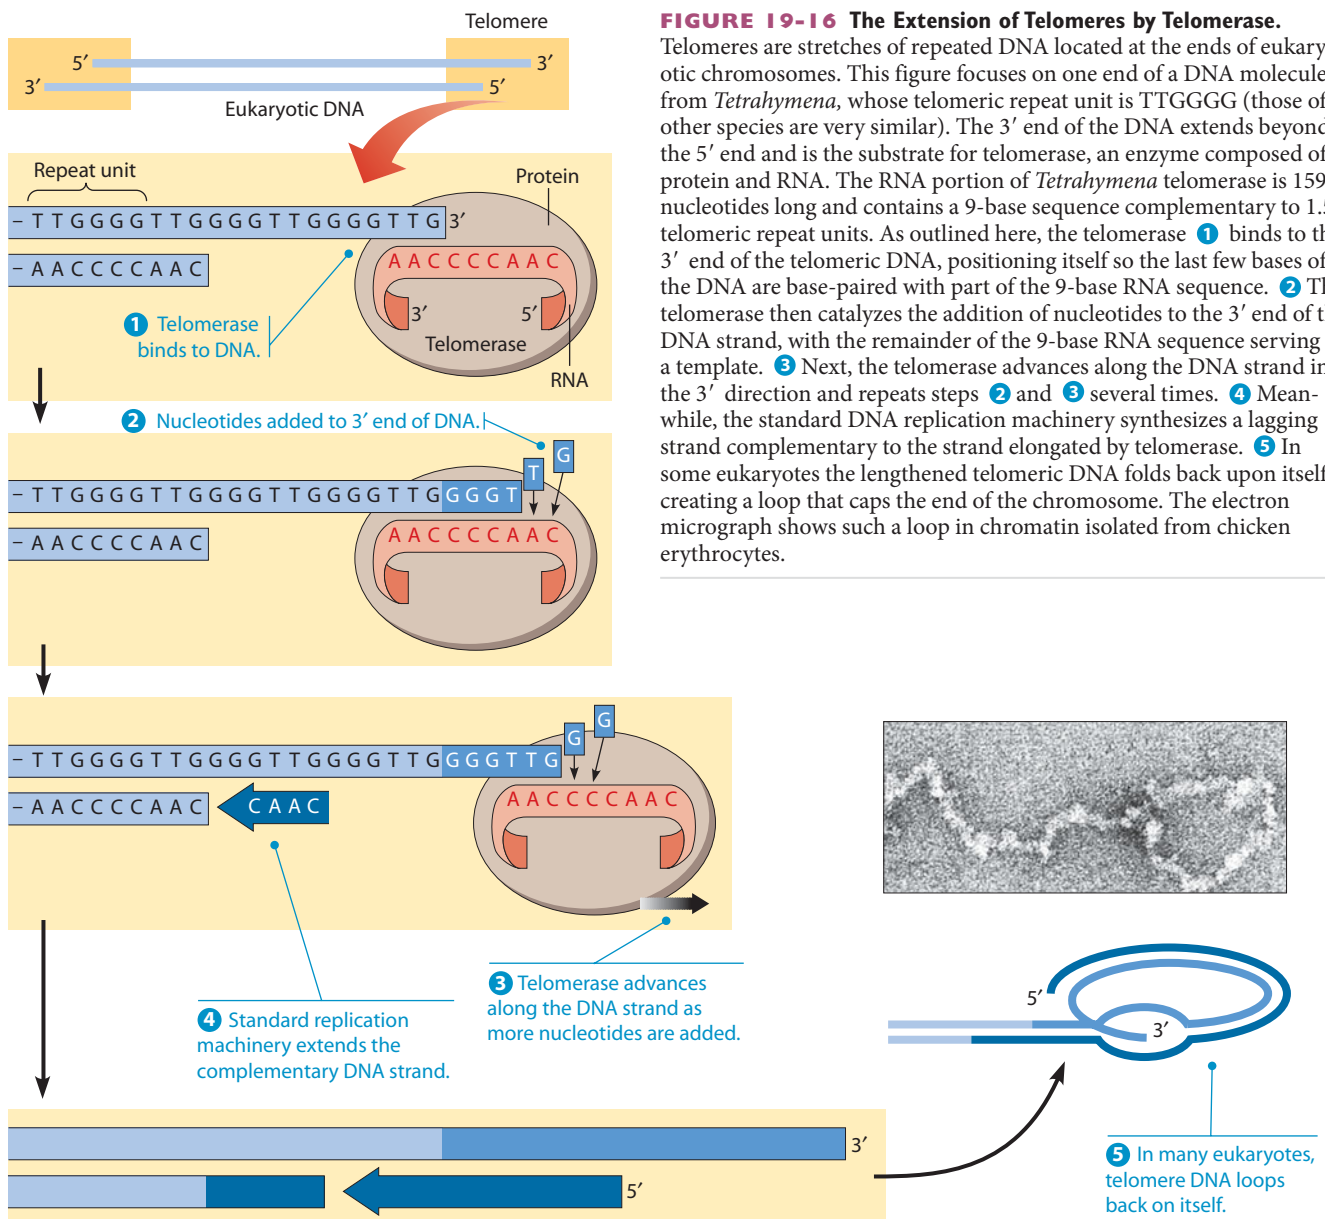 Telomere
5′
3′
3′
5′
Eukaryotic DNA
FIGURE 19-16 The Extension of Telomeres by Telomerase.
Telomeres are stretches of repeated DNA located at the ends of eukary
otic chromosomes. This figure focuses on one end of a DNA molecule
from Tetrahymena, whose telomeric repeat unit is TTGGGG (those of
other species are very similar). The 3′ end of the DNA extends beyond
the 5′ end and is the substrate for telomerase, an enzyme composed of
protein and RNA. The RNA portion of Tetrahymena telomerase is 159
nucleotides long and contains a 9-base sequence complementary to 1.5
telomeric repeat units. As outlined here, the telomerase 1 binds to th
3′ end of the telomeric DNA, positioning itself so the last few bases of
the DNA are base-paired with part of the 9-base RNA sequence. 2 Th
telomerase then catalyzes the addition of nucleotides to the 3′ end of t
DNA strand, with the remainder of the 9-base RNA sequence serving
a template. 3 Next, the telomerase advances along the DNA strand in
the 3′ direction and repeats steps 2 and 3 several times. 4 Mean-
while, the standard DNA replication machinery synthesizes a lagging
strand complementary to the strand elongated by telomerase. 5 In
some eukaryotes the lengthened telomeric DNA folds back upon itself
creating a loop that caps the end of the chromosome. The electron
micrograph shows such a loop in chromatin isolated from chicken
erythrocytes.
Repeat unit
Protein
– T T G G G G T T G G G G T T G G G G T T G 3′
– A A C C C C A A C
A A C C C C A A C
3′
5′
Telomerase
RNA
1 Telomerase
binds to DNA.
2 Nucleotides added to 3′ end of DNA.
T
G
– T T G G G G T T G G G G T T G G G G T T G G G G T
– A A C C C C A A C
A A C C C C A A C
G
G
– T T G G G G T T G G G G T T G G G G T T G G G G T T G
– A A C C C C A A C
C A A C
A A C C C C A A C
3 Telomerase advances
along the DNA strand as
more nucleotides are added.
4 Standard replication
machinery extends the
complementary DNA strand.
3′
5′
5′
3′
5 In many eukaryotes,
telomere DNA loops
back on itself.